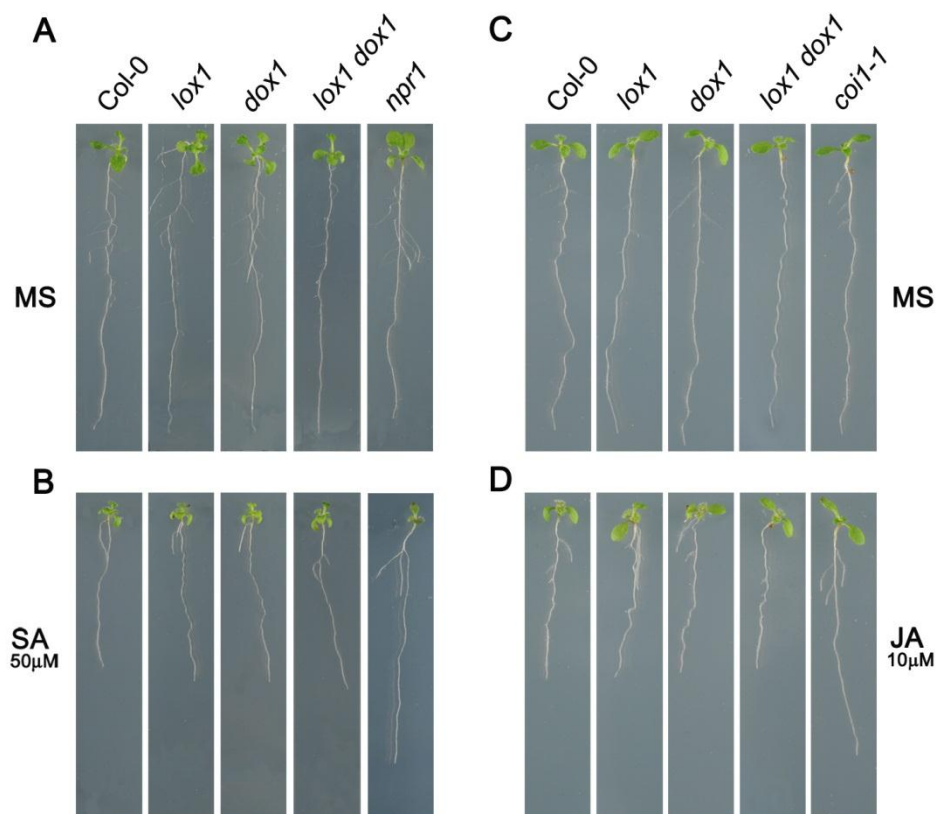 A
Col-0
lox1
dox1
lox1 dox1
npr1
MS
B
SA
50µM
C
Col-0
lox1
dox1
lox1 dox1
coi1-1
MS
D
JA
10µM